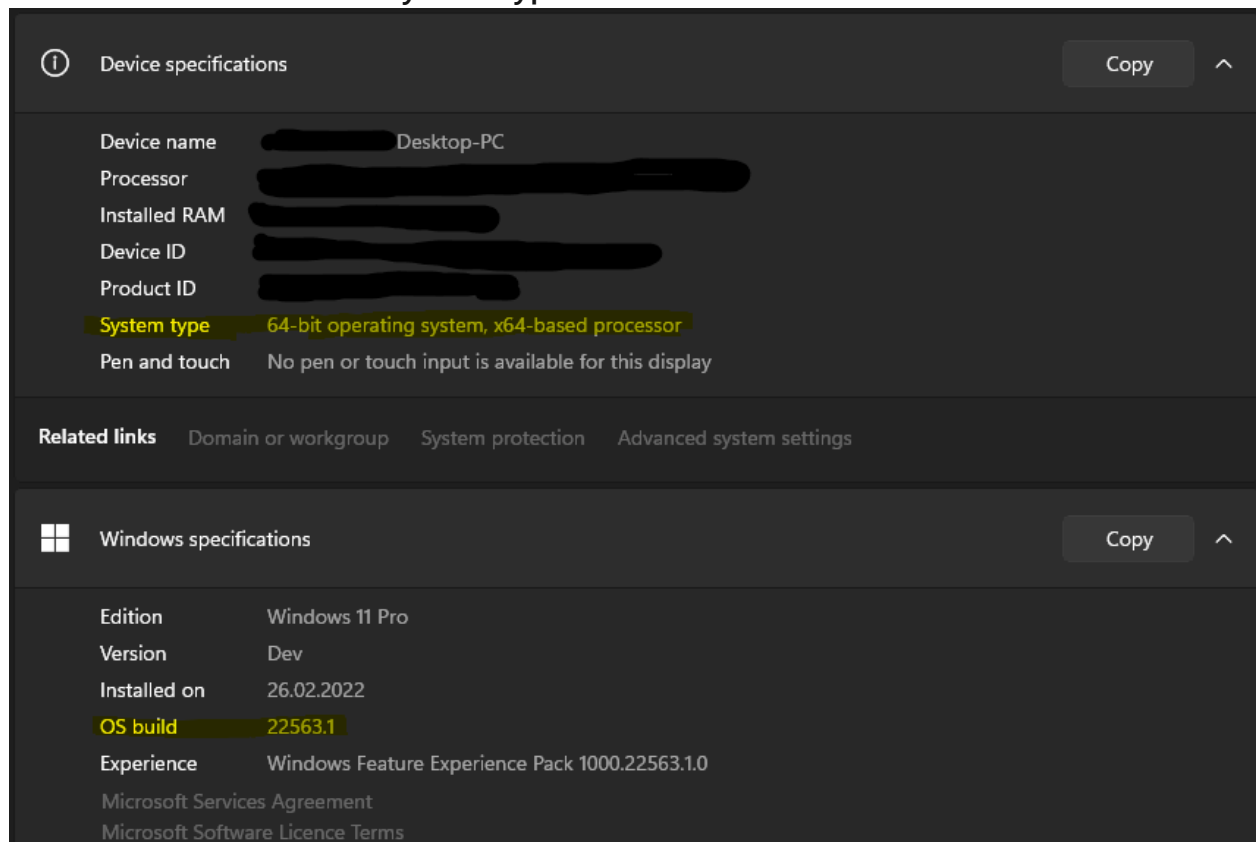 Device specifications Copy
Device name Desktop-PC
Processor
Installed RAM
Device ID
Product ID
System type 64-bit operating system, x64-based processor
Pen and touch No pen or touch input is available for this display
Related links Domain or workgroup System protection Advanced system settings
Windows specifications Copy
Edition Windows 11 Pro
Version Dev
Installed on 26.02.2022
OS build 22563.1
Experience Windows Feature Experience Pack 1000.22563.1.0
Microsoft Services Agreement
Microsoft Software Licence Terms